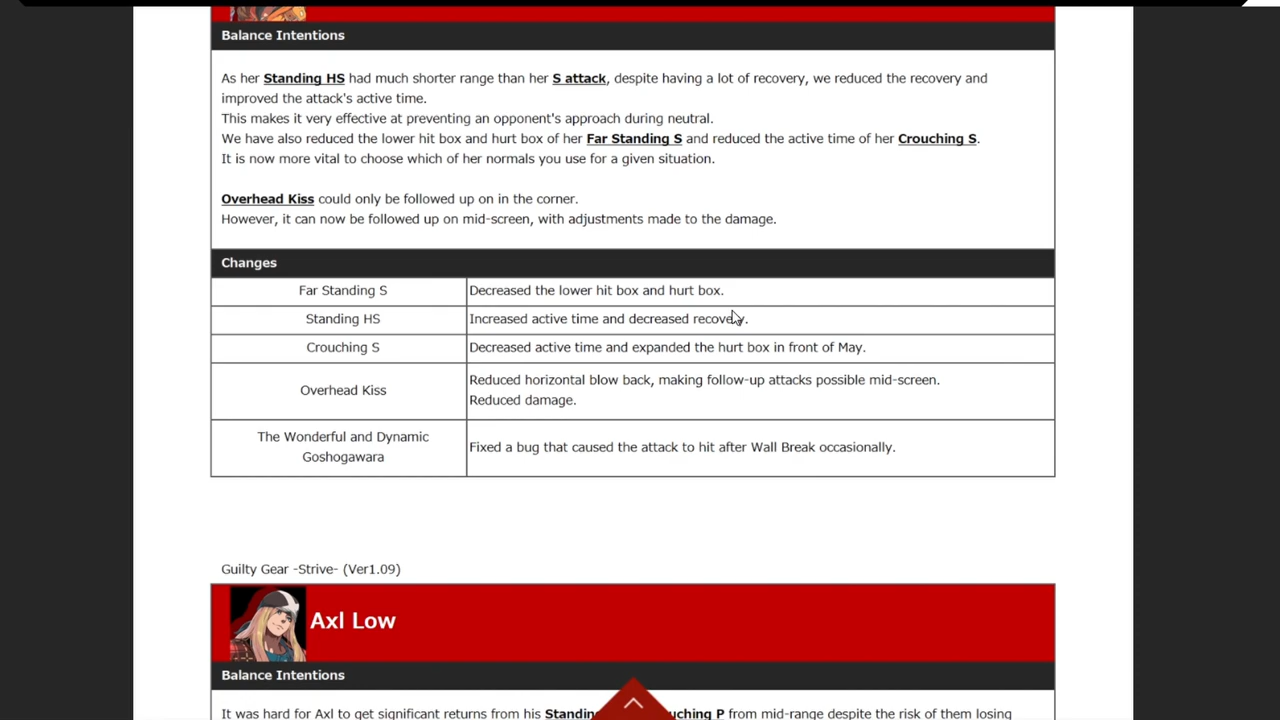 Balance Intentions
As her Standing HS had much shorter range than her S attack, despite having a lot of recovery, we reduced the recovery and
improved the attack's active time.
This makes it very effective at preventing an opponent's approach during neutral.
We have also reduced the lower hit box and hurt box of her Far Standing S and reduced the active time of her Crouching S.
It is now more vital to choose which of her normals you use for a given situation.
Overhead Kiss could only be followed up on in the corner.
However, it can now be followed up on mid-screen, with adjustments made to the damage.
Changes
Far Standing S Decreased the lower hit box and hurt box.
Standing HS Increased active time and decreased recovery.
Crouching S Decreased active time and expanded the hurt box in front of May.
Overhead Kiss Reduced horizontal blow back, making follow-up attacks possible mid-screen.
Reduced damage.
The Wonderful and Dynamic
Goshogawara Fixed a bug that caused the attack to hit after Wall Break occasionally.
Guilty Gear -Strive- (Ver1.09)
Axl Low
Balance Intentions
It was hard for Axl to get significant returns from his P from mid-range despite the risk of them losing